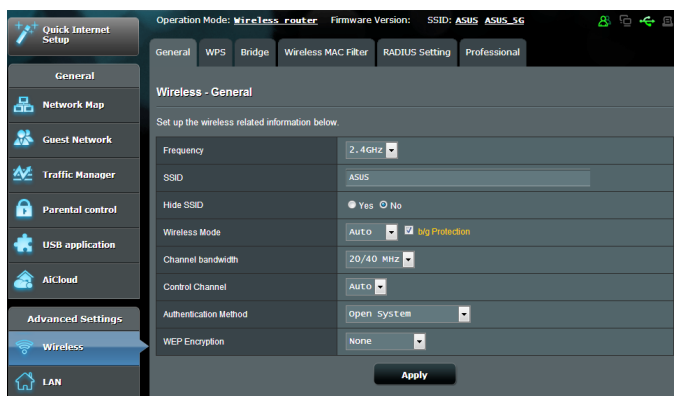 Quick Internet
Setup
Operation Mode: Wireless router Firmware Version: SSID: ASUS ASUS_5G
General WPS Bridge Wireless MAC Filter RADIUS Setting Professional
General
Network Map
Guest Network
Traffic Manager
Parental control
USB application
AiCloud
Advanced Settings
Wireless
LAN
Wireless - General
Set up the wireless related information below.
Frequency 2.4GHz
SSID ASUS
Hide SSID Yes No
Wireless Mode Auto b/g Protection
Channel bandwidth 20/40 MHz
Control Channel Auto
Authentication Method Open System
WEP Encryption None
Apply